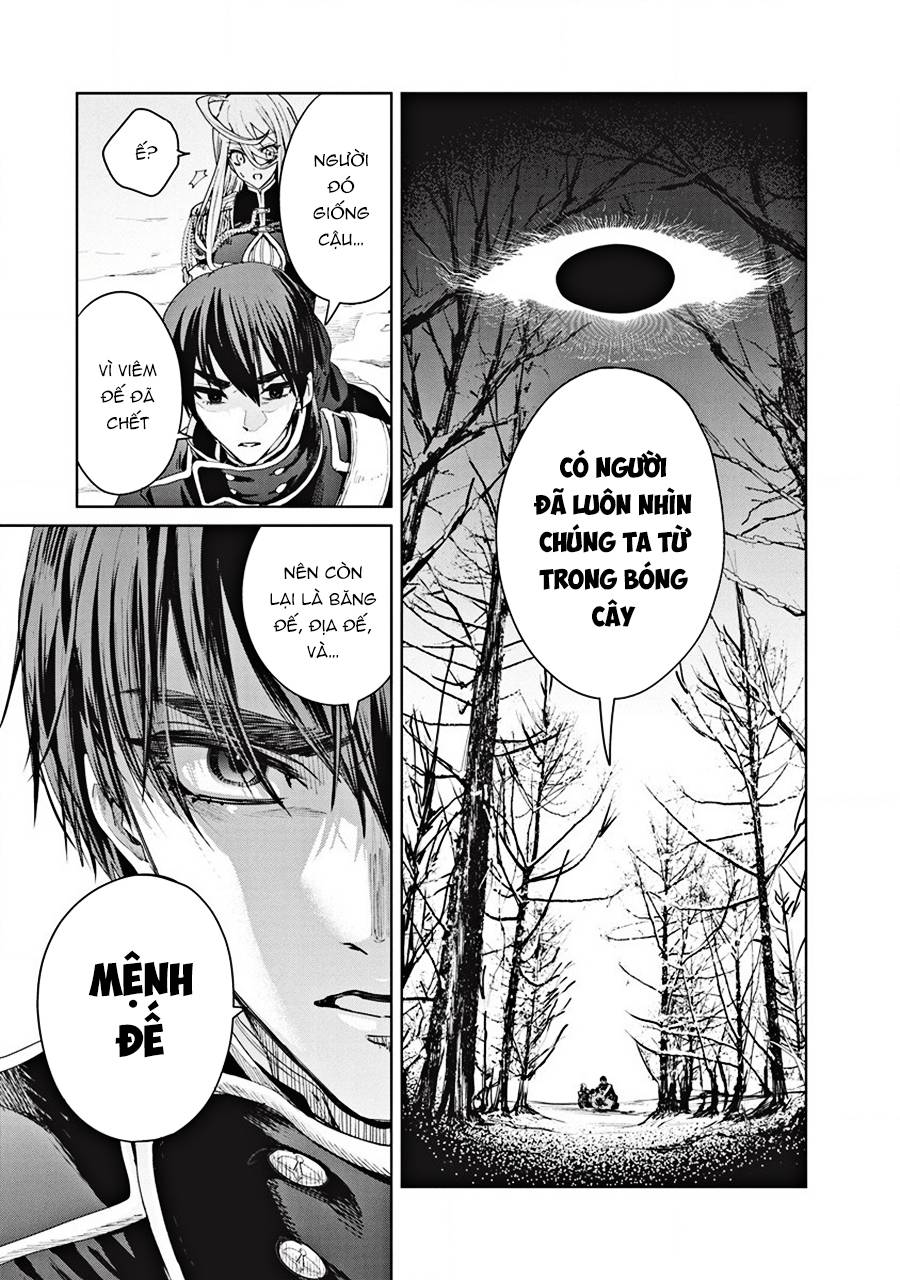 CÓ NGƯỜI
ĐÃ LUÔN NHÌN
CHÚNG TA TỪ
TRONG BÓNG
CÂY
NGƯỜI
ĐÓ
GIỐNG
CẬU...
Ế?
VÌ VIÊM
ĐẾ ĐÃ
CHẾT
NÊN CÒN
LẠI LÀ BĂNG
ĐẾ, ĐỊA ĐẾ,
VÀ...
MỆNH
ĐẾ